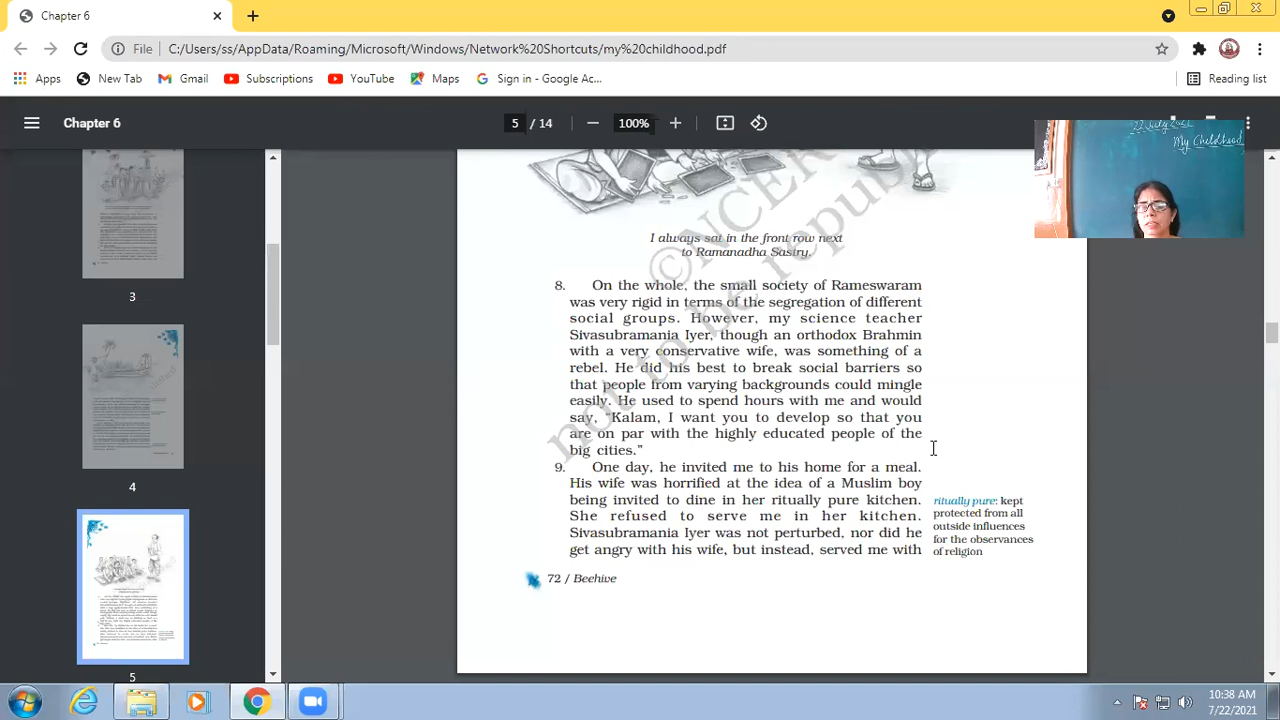 Chapter 6
File
C:/Users/ss/AppData/Roaming/Microsoft/Windows/Network%20Shortcuts/my%20childhood.pdf
Apps
New Tab
Gmail
Subscriptions
YouTube
Maps
Sign in - Google Ac...
Reading list
Chapter 6
5 / 14
100%
My Childhood
3
4
5
©NCER
not to be republ
I always sat in the front row next
to Ramanadha Sastry.
8. On the whole, the small society of Rameswaram
was very rigid in terms of the segregation of different
social groups. However, my science teacher
Sivasubramania Iyer, though an orthodox Brahmin
with a very conservative wife, was something of a
rebel. He did his best to break social barriers so
that people from varying backgrounds could mingle
easily. He used to spend hours with me and would
say, “Kalam, I want you to develop so that you
are on par with the highly educated people of the
big cities.”
9. One day, he invited me to his home for a meal.
His wife was horrified at the idea of a Muslim boy
being invited to dine in her ritually pure kitchen.
She refused to serve me in her kitchen.
Sivasubramania Iyer was not perturbed, nor did he
get angry with his wife, but instead, served me with
ritually pure: kept
protected from all
outside influences
for the observances
of religion
72 / Beehive
10:38 AM
7/22/2021